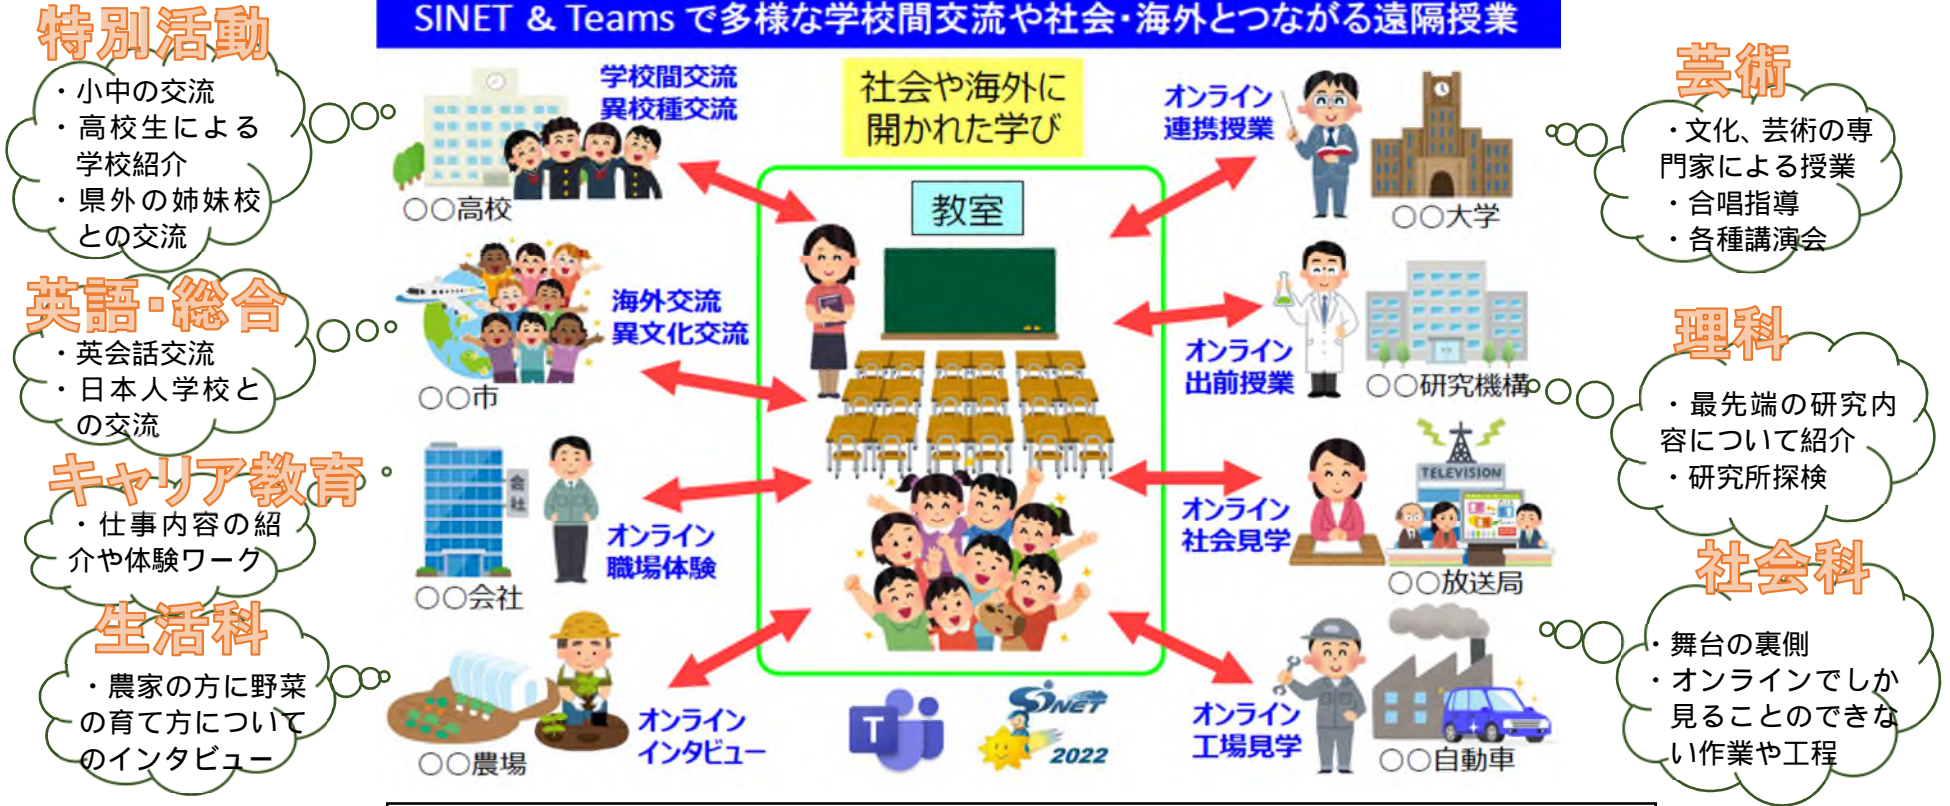 SINET & Teams で多様な学校間交流や社会・海外とつながる遠隔授業
特別活動
・小中の交流
・高校生による
学校紹介
・県外の姉妹校
との交流
英語・総合
・英会話交流
・日本人学校と
の交流
キャリア教育
・仕事内容の紹
介や体験ワーク
生活科
・農家の方に野菜
の育て方について
のインタビュー
学校間交流
異校種交流
〇〇高校
海外交流
異文化交流
〇〇市
会社
オンライン
職場体験
〇〇会社
オンライン
インタビュー
〇〇農場
社会や海外に
開かれた学び
教室
T
SINET
2022
オンライン
連携授業
〇〇大学
オンライン
出前授業
〇〇研究機構
TELEVISION
オンライン
社会見学
〇〇放送局
オンライン
工場見学
〇〇自動車
芸術
・文化、芸術の専
門家による授業
・合唱指導
・各種講演会
理科
・最先端の研究内
容について紹介
・研究所探検
社会科
・舞台の裏側
・オンラインでしか
見ることのできな
い作業や工程